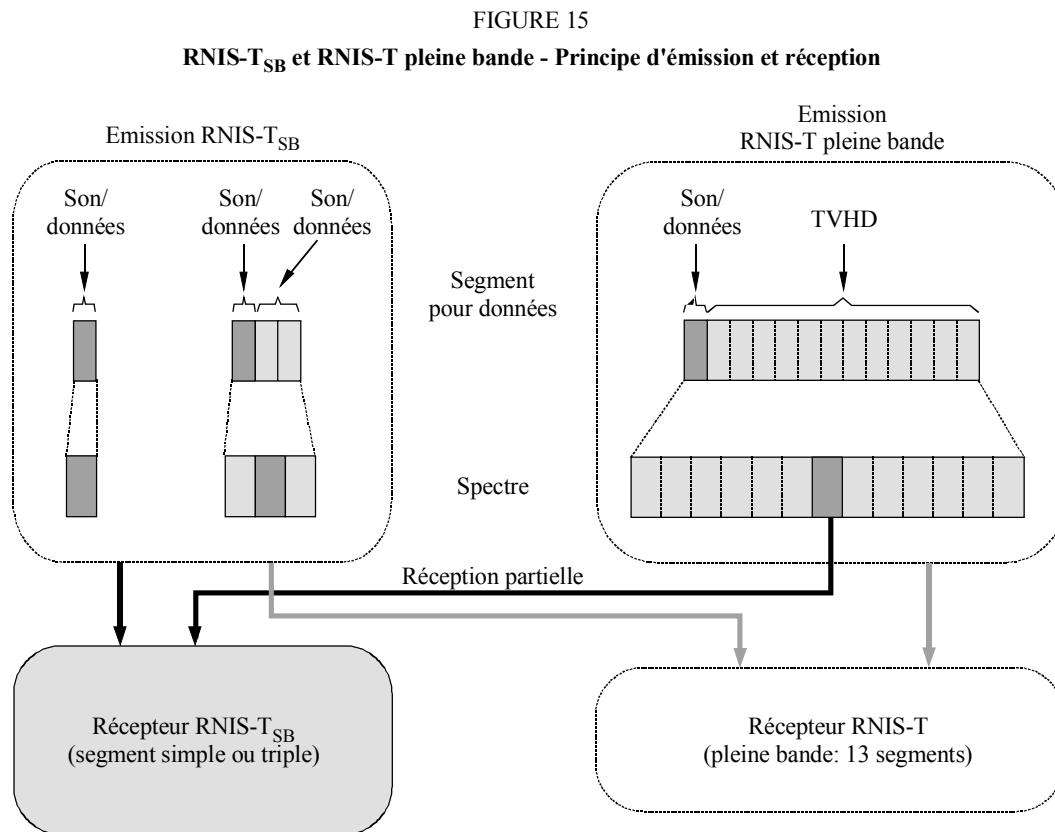 FIGURE 15
RNIS-TSB et RNIS-T pleine bande - Principe d'émission et réception
Emission RNIS-TSB
Emission
RNIS-T pleine bande
Son/
données
Son/
données
Son/
données
Son/
données
TVHD
Segment
pour données
Spectre
Réception partielle
Récepteur RNIS-TSB
(segment simple ou triple)
Récepteur RNIS-T
(pleine bande: 13 segments)